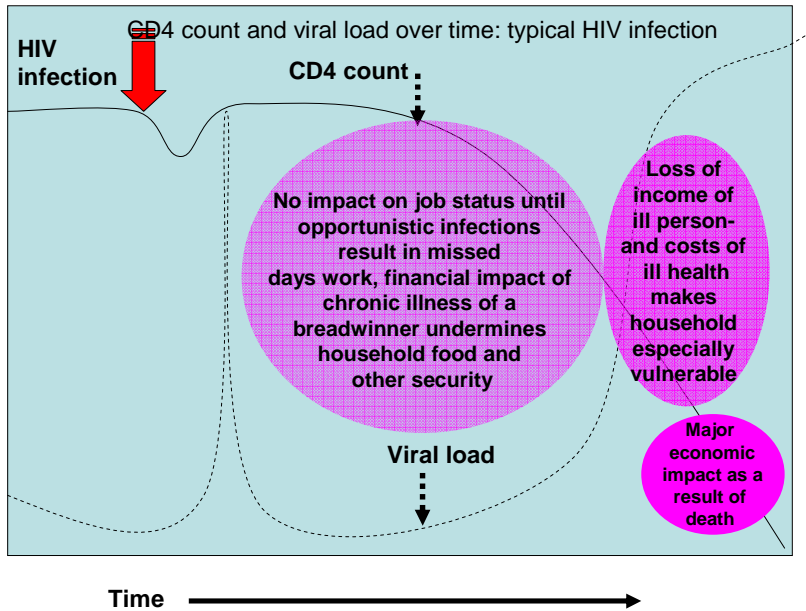 CD4 count and viral load over time: typical HIV infection
HIV
infection
CD4 count
No impact on job status until
opportunistic infections
result in missed
days work, financial impact of
chronic illness of a
breadwinner undermines
household food and
other security
Loss of
income of
ill person-
and costs of
ill health
makes
household
especially
vulnerable
Viral load
Major
economic
impact as a
result of
death
Time